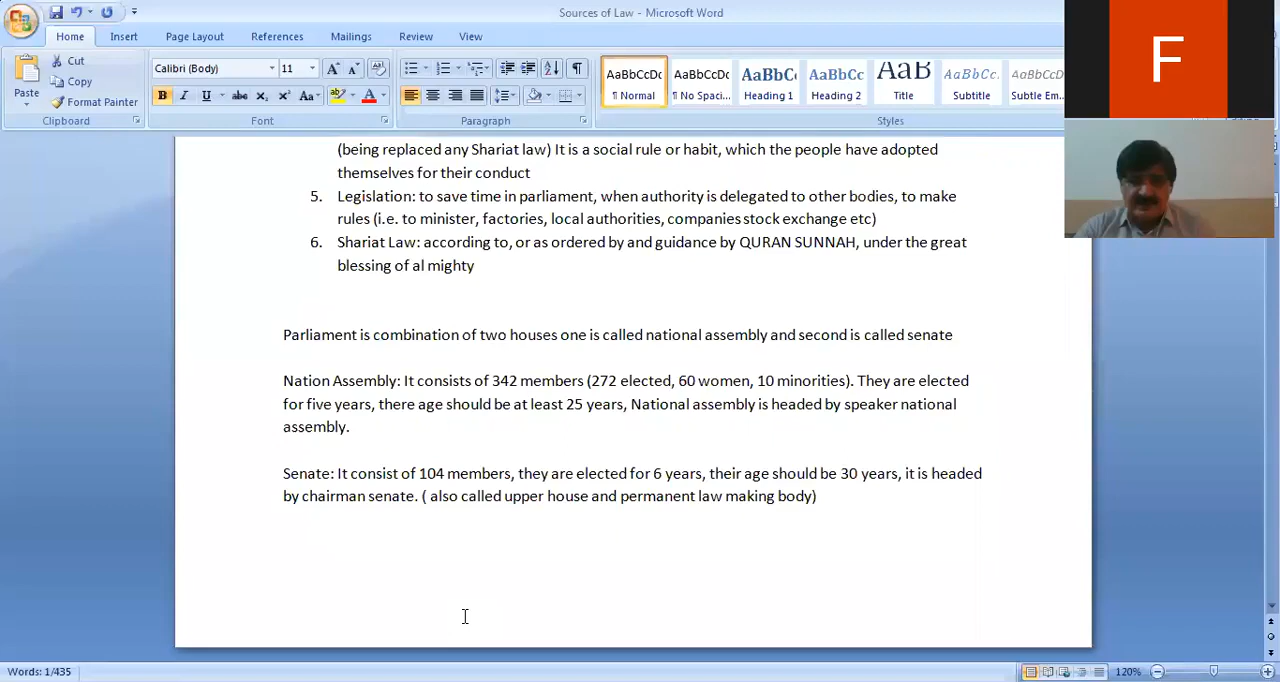 Sources of Law - Microsoft Word
Home Insert Page Layout References Mailings Review View
Paste Cut
Copy
Format Painter
Clipboard
Calibri (Body) 11
Font
Paragraph
AaBbCcDc AaBbCcDc AaBbC AaBbCc AaB AaBbCc. AaBbCcDc
¶ Normal ¶ No Spaci... Heading 1 Heading 2 Title Subtitle Subtle Em...
Styles
F
(being replaced any Shariat law) It is a social rule or habit, which the people have adopted
themselves for their conduct
5. Legislation: to save time in parliament, when authority is delegated to other bodies, to make
rules (i.e. to minister, factories, local authorities, companies stock exchange etc)
6. Shariat Law: according to, or as ordered by and guidance by QURAN SUNNAH, under the great
blessing of al mighty
Parliament is combination of two houses one is called national assembly and second is called senate
Nation Assembly: It consists of 342 members (272 elected, 60 women, 10 minorities). They are elected
for five years, there age should be at least 25 years, National assembly is headed by speaker national
assembly.
Senate: It consist of 104 members, they are elected for 6 years, their age should be 30 years, it is headed
by chairman senate. ( also called upper house and permanent law making body)
Words: 1/435
120%